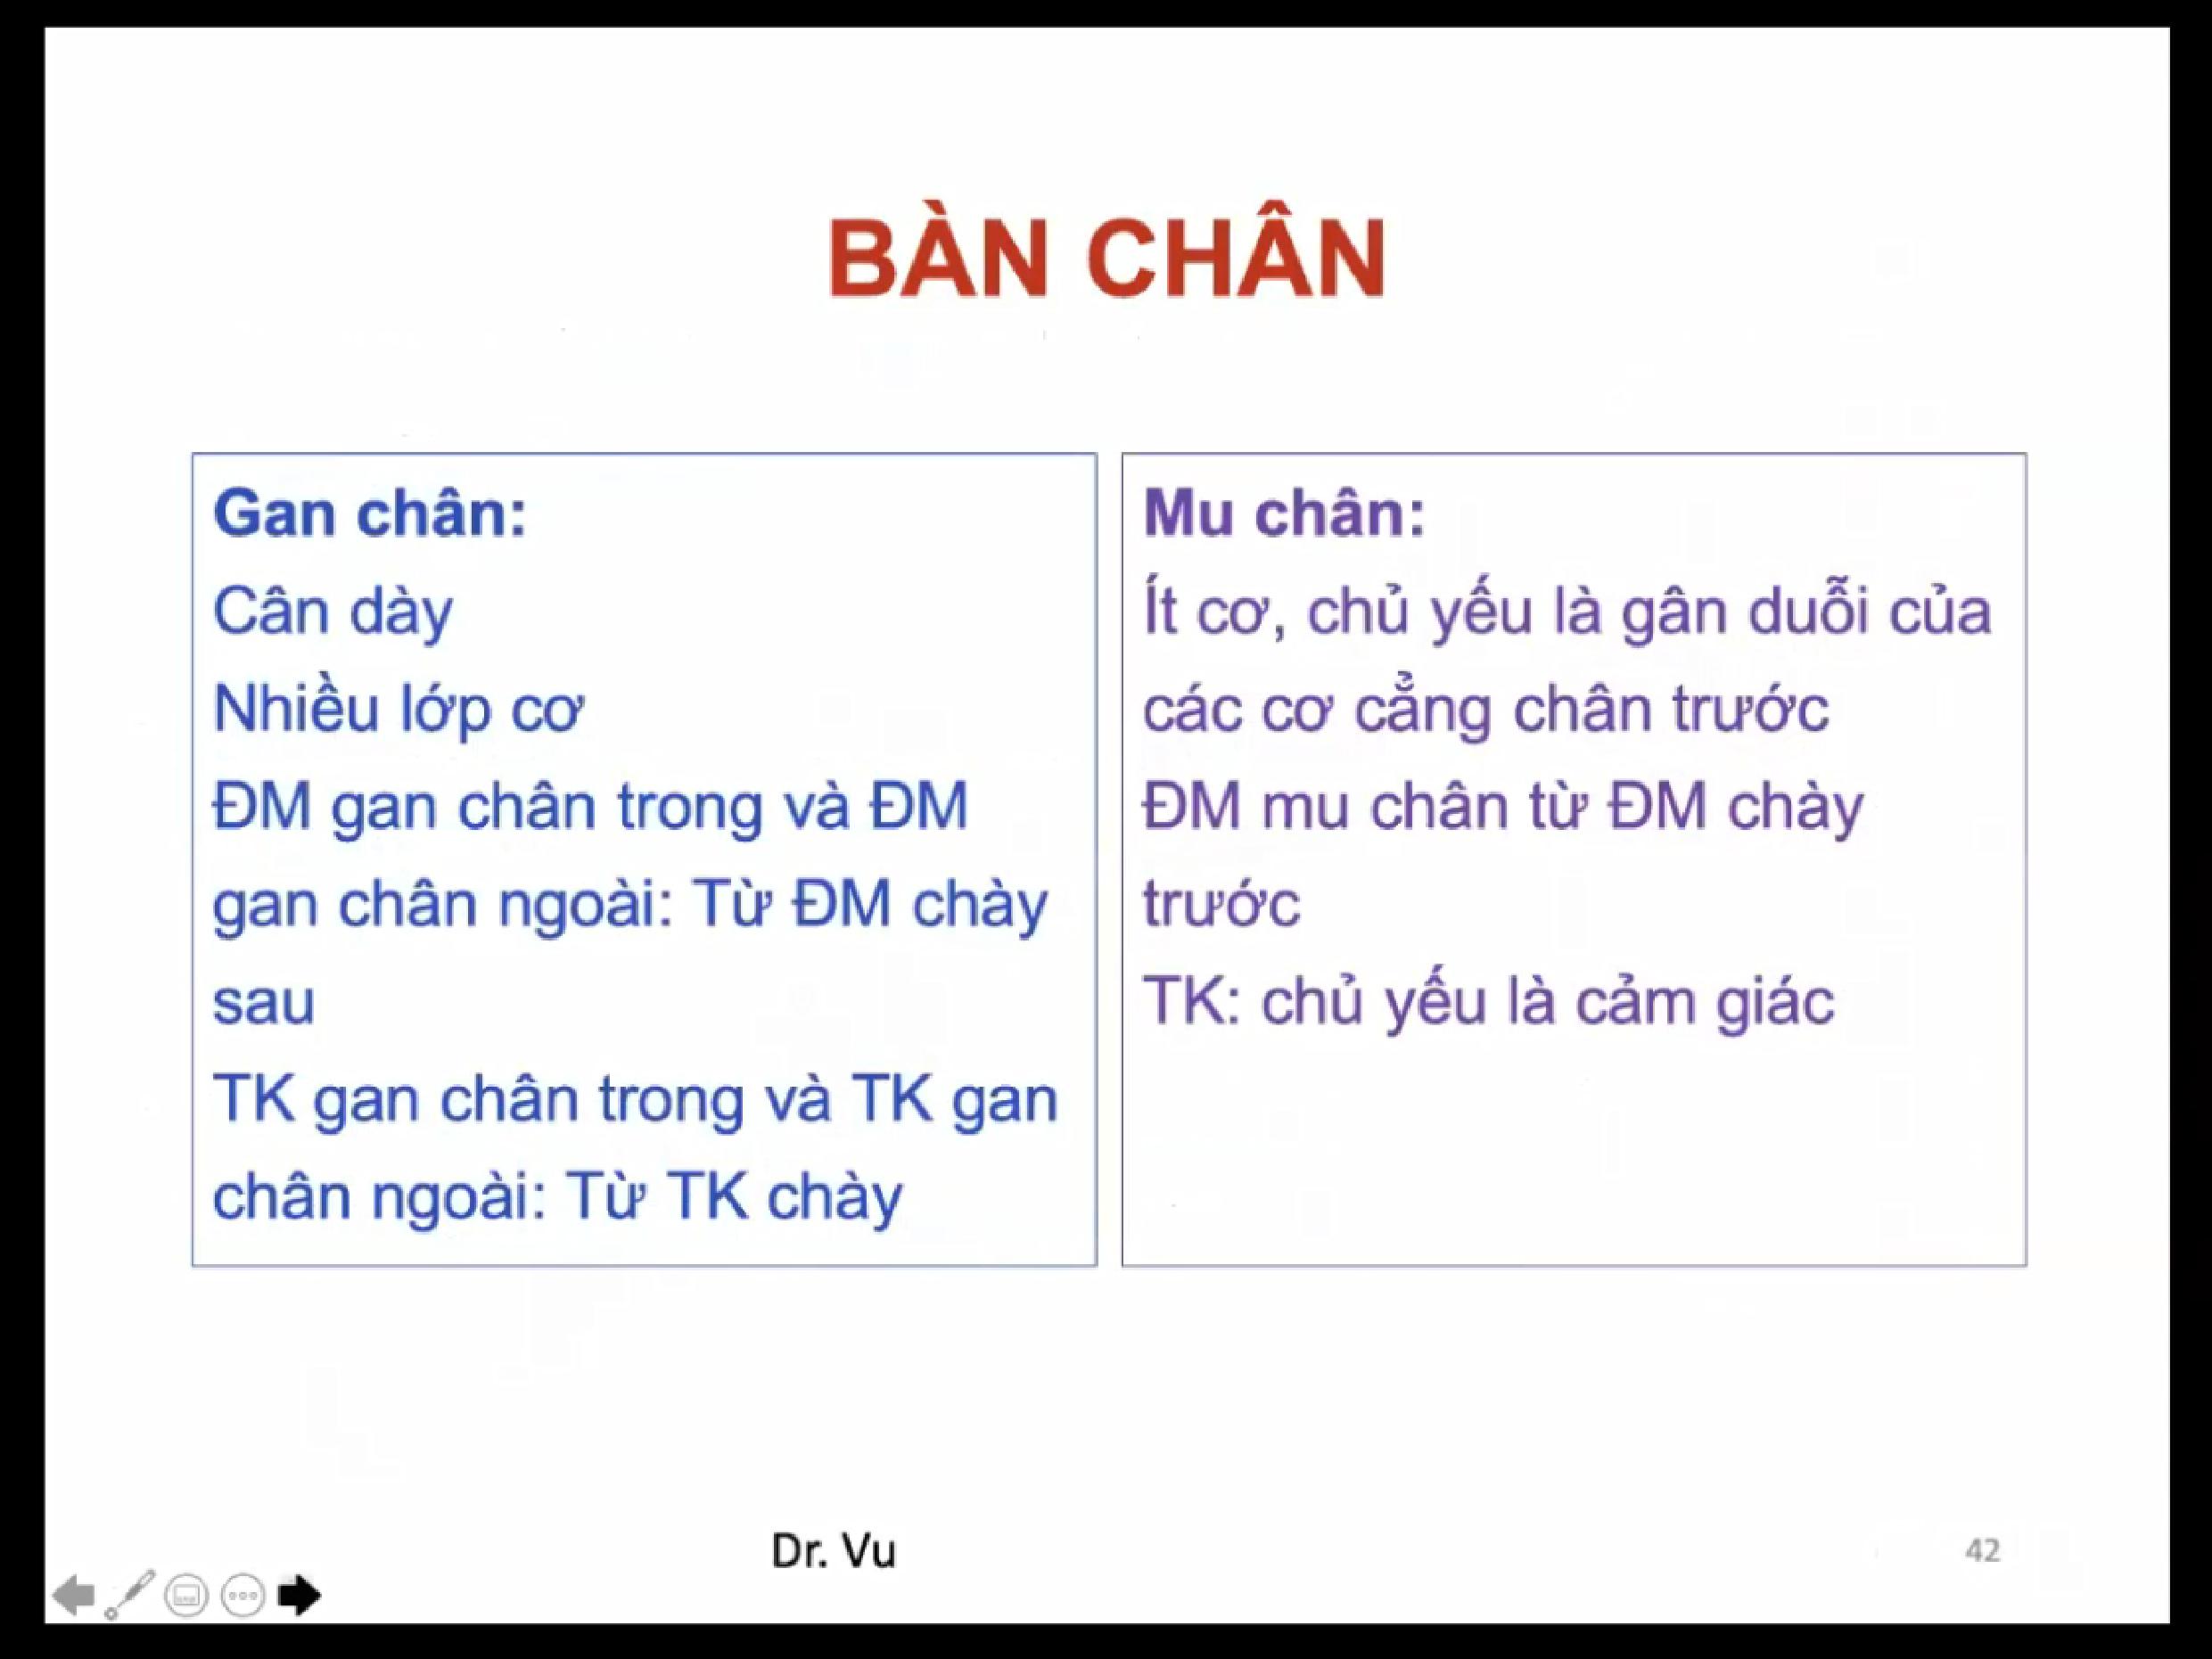 BÀN CHÂN
Gan chân:
Cân dày
Nhiều lớp cơ
ĐM gan chân trong và ĐM
gan chân ngoài: Từ ĐM chày
sau
TK gan chân trong và TK gan
chân ngoài: Từ TK chày
Mu chân:
Ít cơ, chủ yếu là gân duỗi của
các cơ cẳng chân trước
ĐM mu chân từ ĐM chày
trước
TK: chủ yếu là cảm giác
Dr. Vu
42